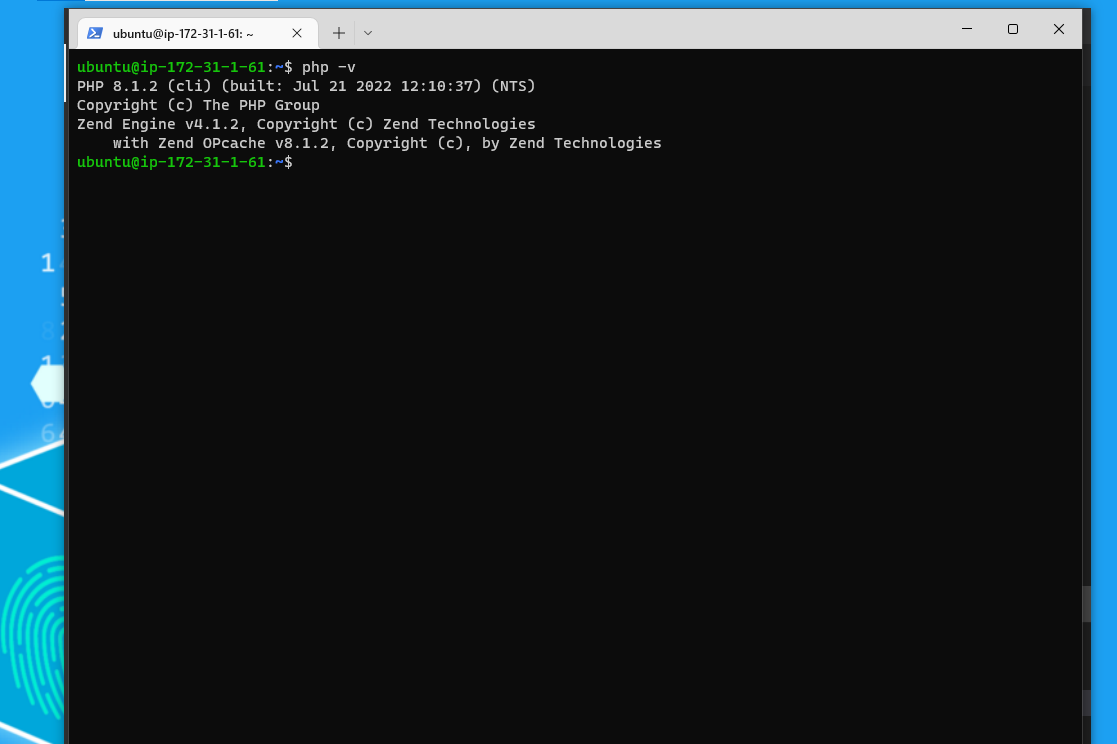 ubuntu@ip-172-31-1-61: ~
ubuntu@ip-172-31-1-61:~$ php -v
PHP 8.1.2 (cli) (built: Jul 21 2022 12:10:37) (NTS)
Copyright (c) The PHP Group
Zend Engine v4.1.2, Copyright (c) Zend Technologies
    with Zend OPcache v8.1.2, Copyright (c), by Zend Technologies
ubuntu@ip-172-31-1-61:~$